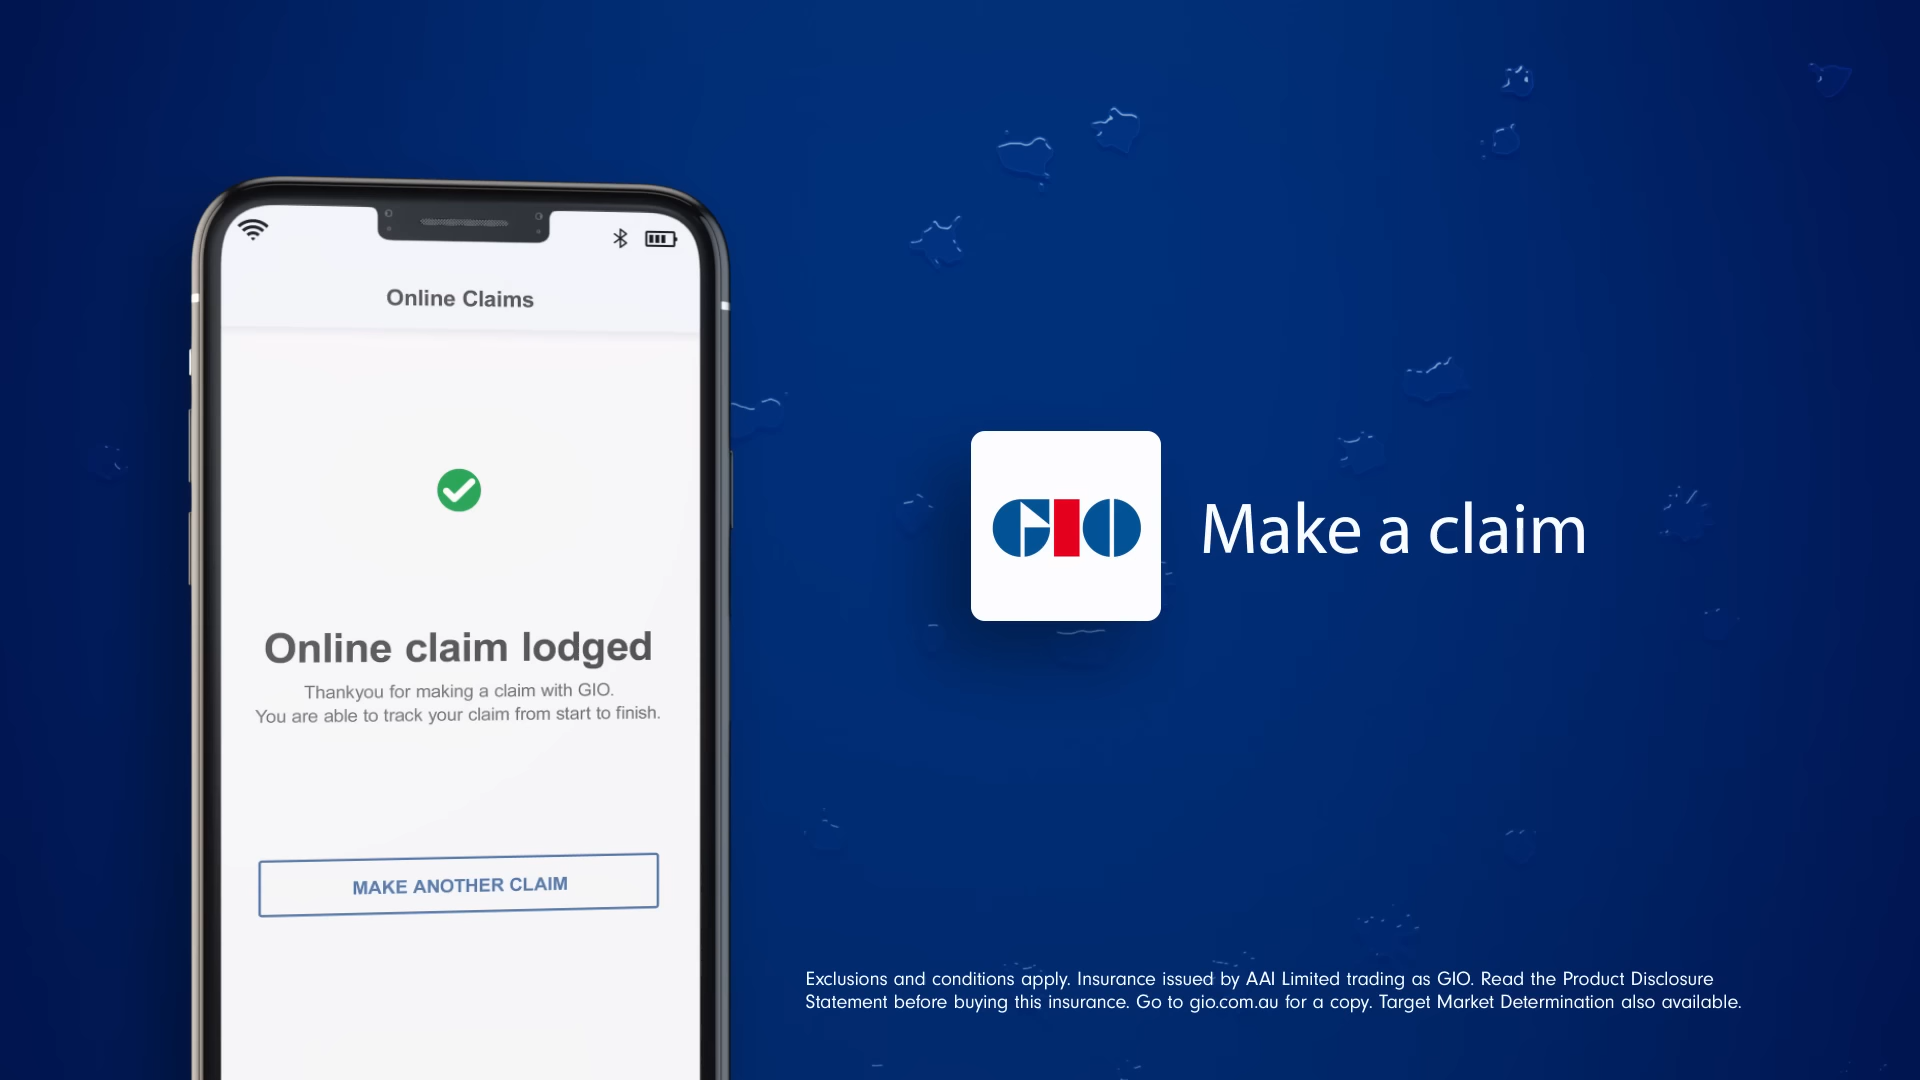 Online Claims
Online claim lodged
Thankyou for making a claim with GIO.
You are able to track your claim from start to finish.
MAKE ANOTHER CLAIM
GIO
Make a claim
Exclusions and conditions apply. Insurance issued by AAI Limited trading as GIO. Read the Product Disclosure
Statement before buying this insurance. Go to gio.com.au for a copy. Target Market Determination also available.